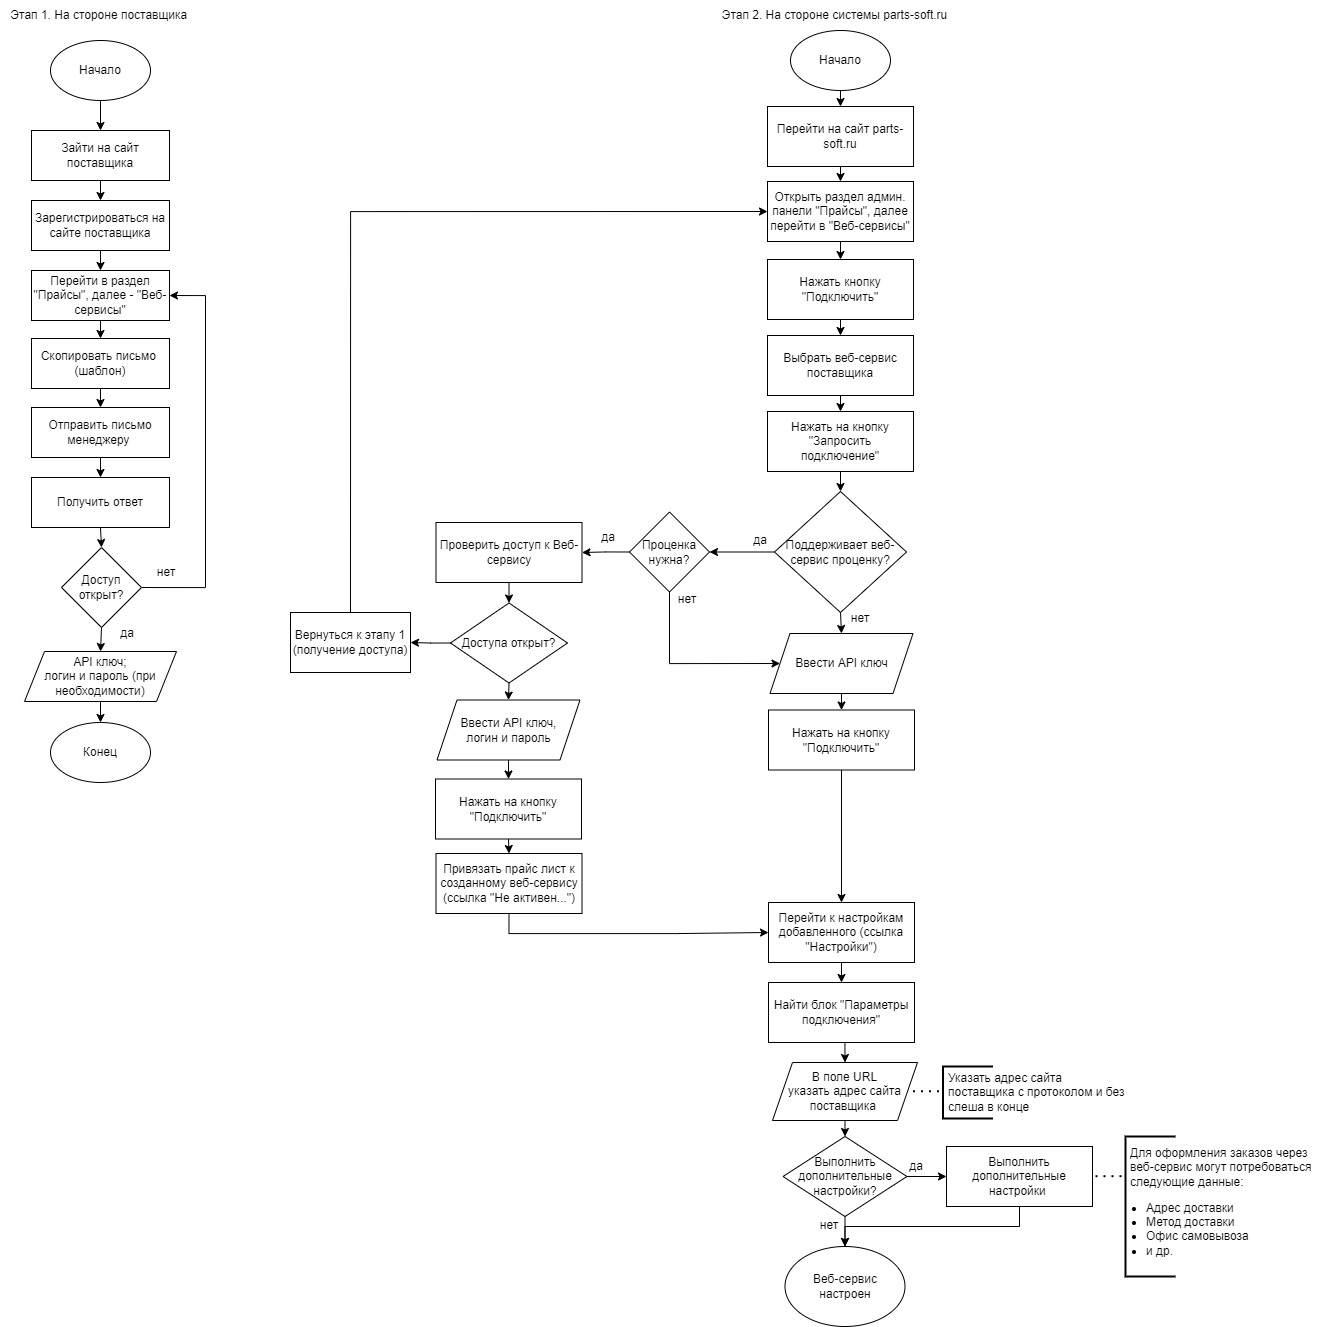 Этап 1. На стороне поставщика
Начало
Зайти на сайт
поставщика
Зарегистрироваться на
сайте поставщика
Перейти в раздел
"Прайсы", далее - "Веб-
сервисы"
Скопировать письмо
(шаблон)
Отправить письмо
менеджеру
Получить ответ
Доступ
открыт?
нет
да
API ключ;
логин и пароль (при
необходимости)
Конец
Этап 2. На стороне системы parts-soft.ru
Начало
Перейти на сайт parts-
soft.ru
Открыть раздел админ.
панели "Прайсы", далее
перейти в "Веб-сервисы"
Нажать кнопку
"Подключить"
Выбрать веб-сервис
поставщика
Нажать на кнопку
"Запросить
подключение"
Поддерживает веб-
сервис проценку?
да
нет
Проценка
нужна?
да
нет
Проверить доступ к Веб-
сервису
Доступа открыт?
Вернуться к этапу 1
(получение доступа)
Ввести API ключ,
логин и пароль
Нажать на кнопку
"Подключить"
Привязать прайс лист к
созданному веб-сервису
(ссылка "Не активен...")
Ввести API ключ
Нажать на кнопку
"Подключить"
Перейти к настройкам
добавленного (ссылка
"Настройки")
Найти блок "Параметры
подключения"
В поле URL
указать адрес сайта
поставщика
Указать адрес сайта
поставщика с протоколом и без
слеша в конце
Выполнить
дополнительные
настройки?
да
нет
Выполнить
дополнительные
настройки
Для оформления заказов через
веб-сервис могут потребоваться
следующие данные:
• Адрес доставки
• Метод доставки
• Офис самовывоза
• и др.
Веб-сервис
настроен